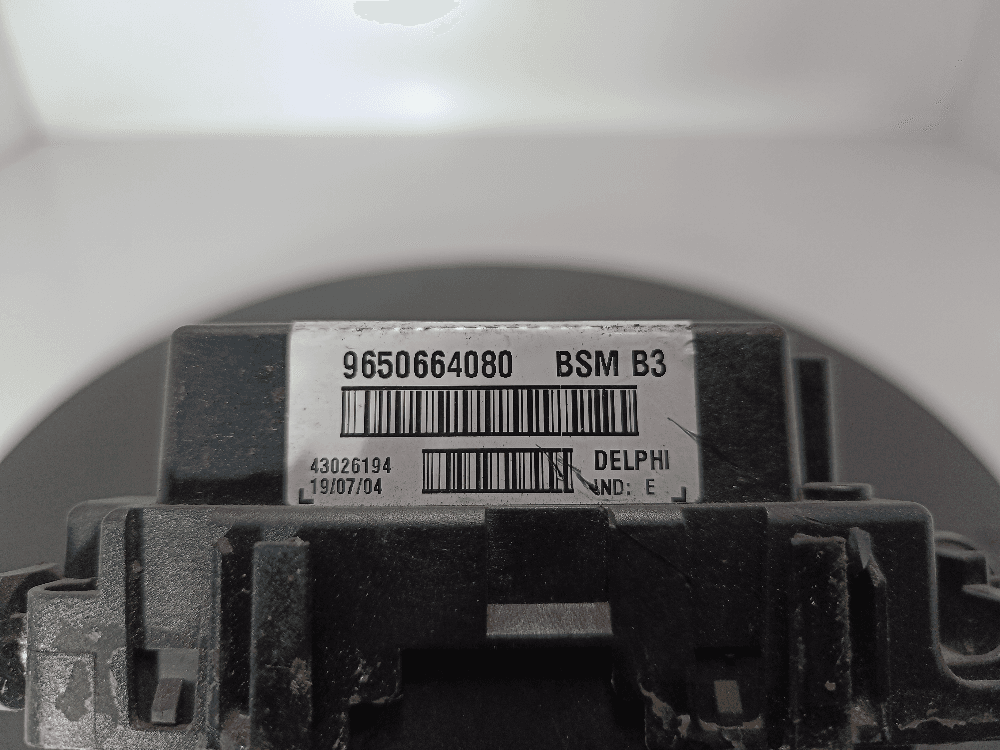 9650664080 BSM B3
43026194 DELPHI
19/07/04 IND: E